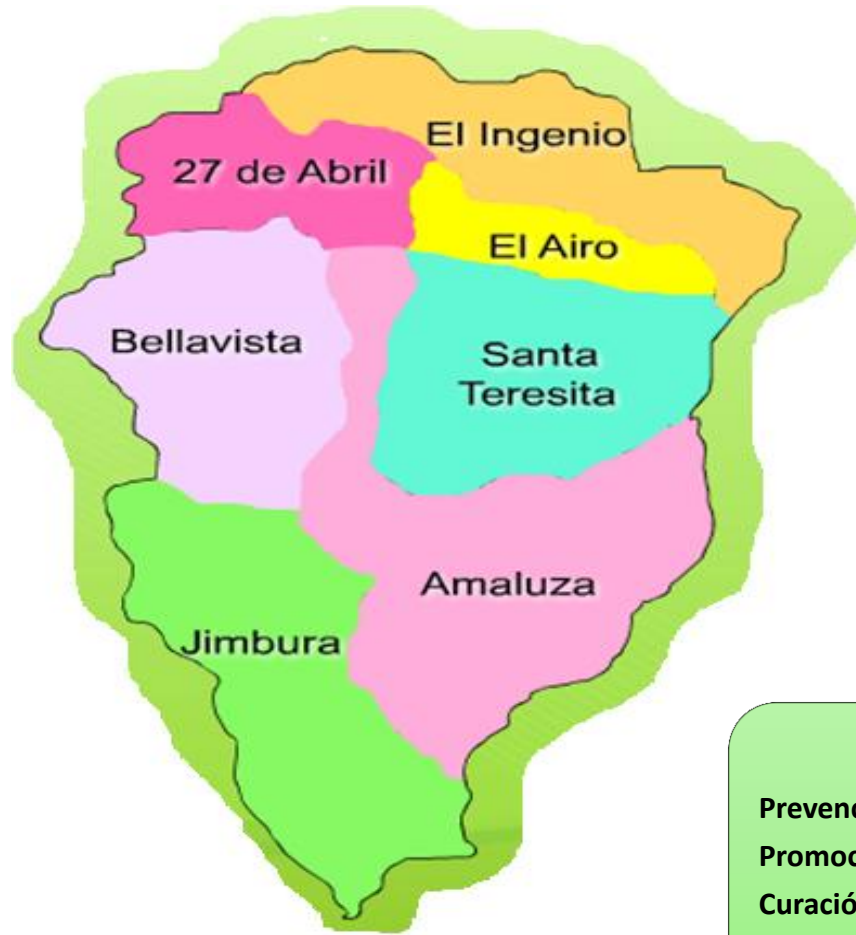 El Ingenio
27 de Abril
El Airo
Bellavista
Santa
Teresita
Amaluza
Jimbura